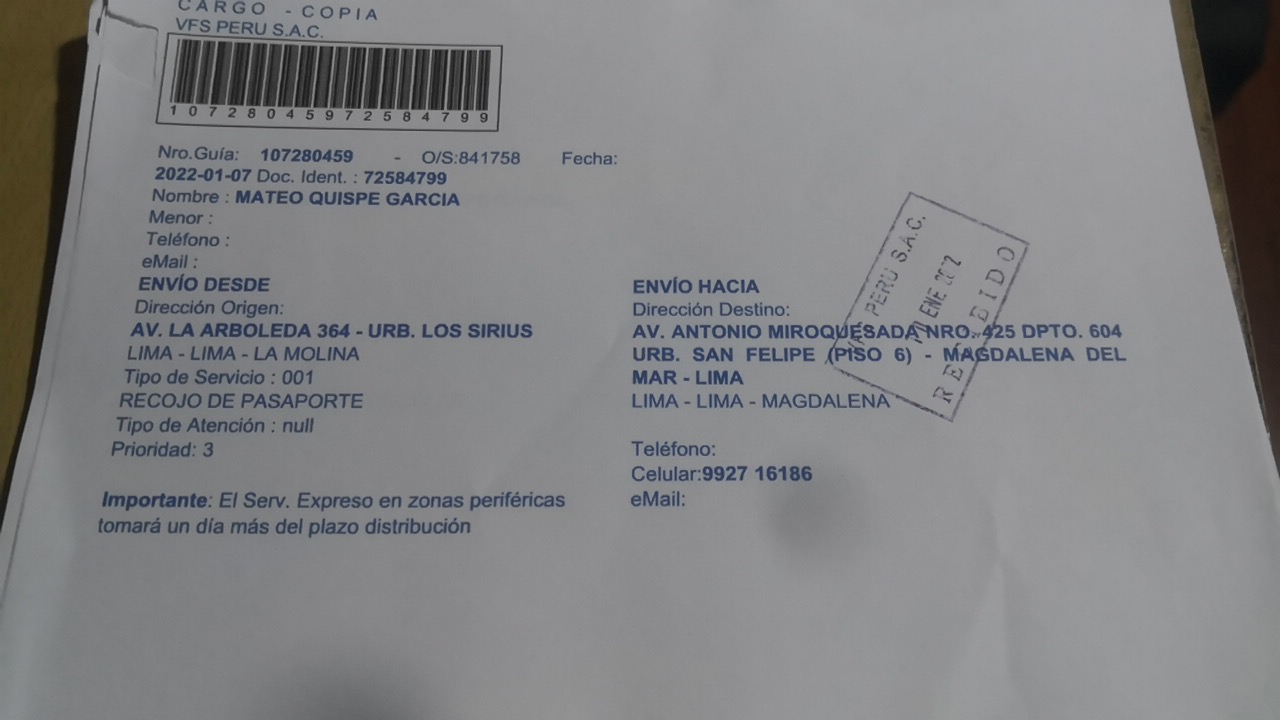 CARGO - COPIA
VFS PERU S.A.C.
10728045972584799
Nro.Guía: 107280459 - O/S:841758 Fecha:
2022-01-07 Doc. Ident. : 72584799
Nombre : MATEO QUISPE GARCIA
Menor :
Teléfono :
eMail :
ENVÍO DESDE
Dirección Origen:
AV. LA ARBOLEDA 364 - URB. LOS SIRIUS
LIMA - LIMA - LA MOLINA
Tipo de Servicio : 001
RECOJO DE PASAPORTE
Tipo de Atención : null
Prioridad: 3
Importante: El Serv. Expreso en zonas periféricas
tomará un día más del plazo distribución
ENVÍO HACIA
Dirección Destino:
AV. ANTONIO MIROQUESADA NRO. 425 DPTO. 604
URB. SAN FELIPE (PISO 6) - MAGDALENA DEL
MAR - LIMA
LIMA - LIMA - MAGDALENA
Teléfono:
Celular:9927 16186
eMail:
PERU S.A.C.
ENE
RECIBIDO